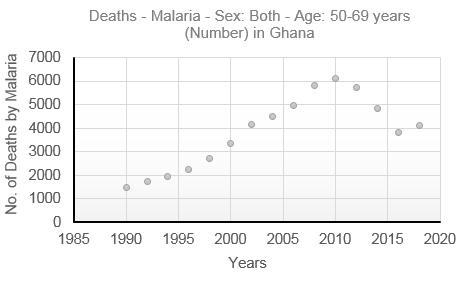 Deaths - Malaria - Sex: Both - Age: 50-69 years
(Number) in Ghana
No. of Deaths by Malaria
7000
6000
5000
4000
3000
2000
1000
0
1985 1990 1995 2000 2005 2010 2015 2020
Years